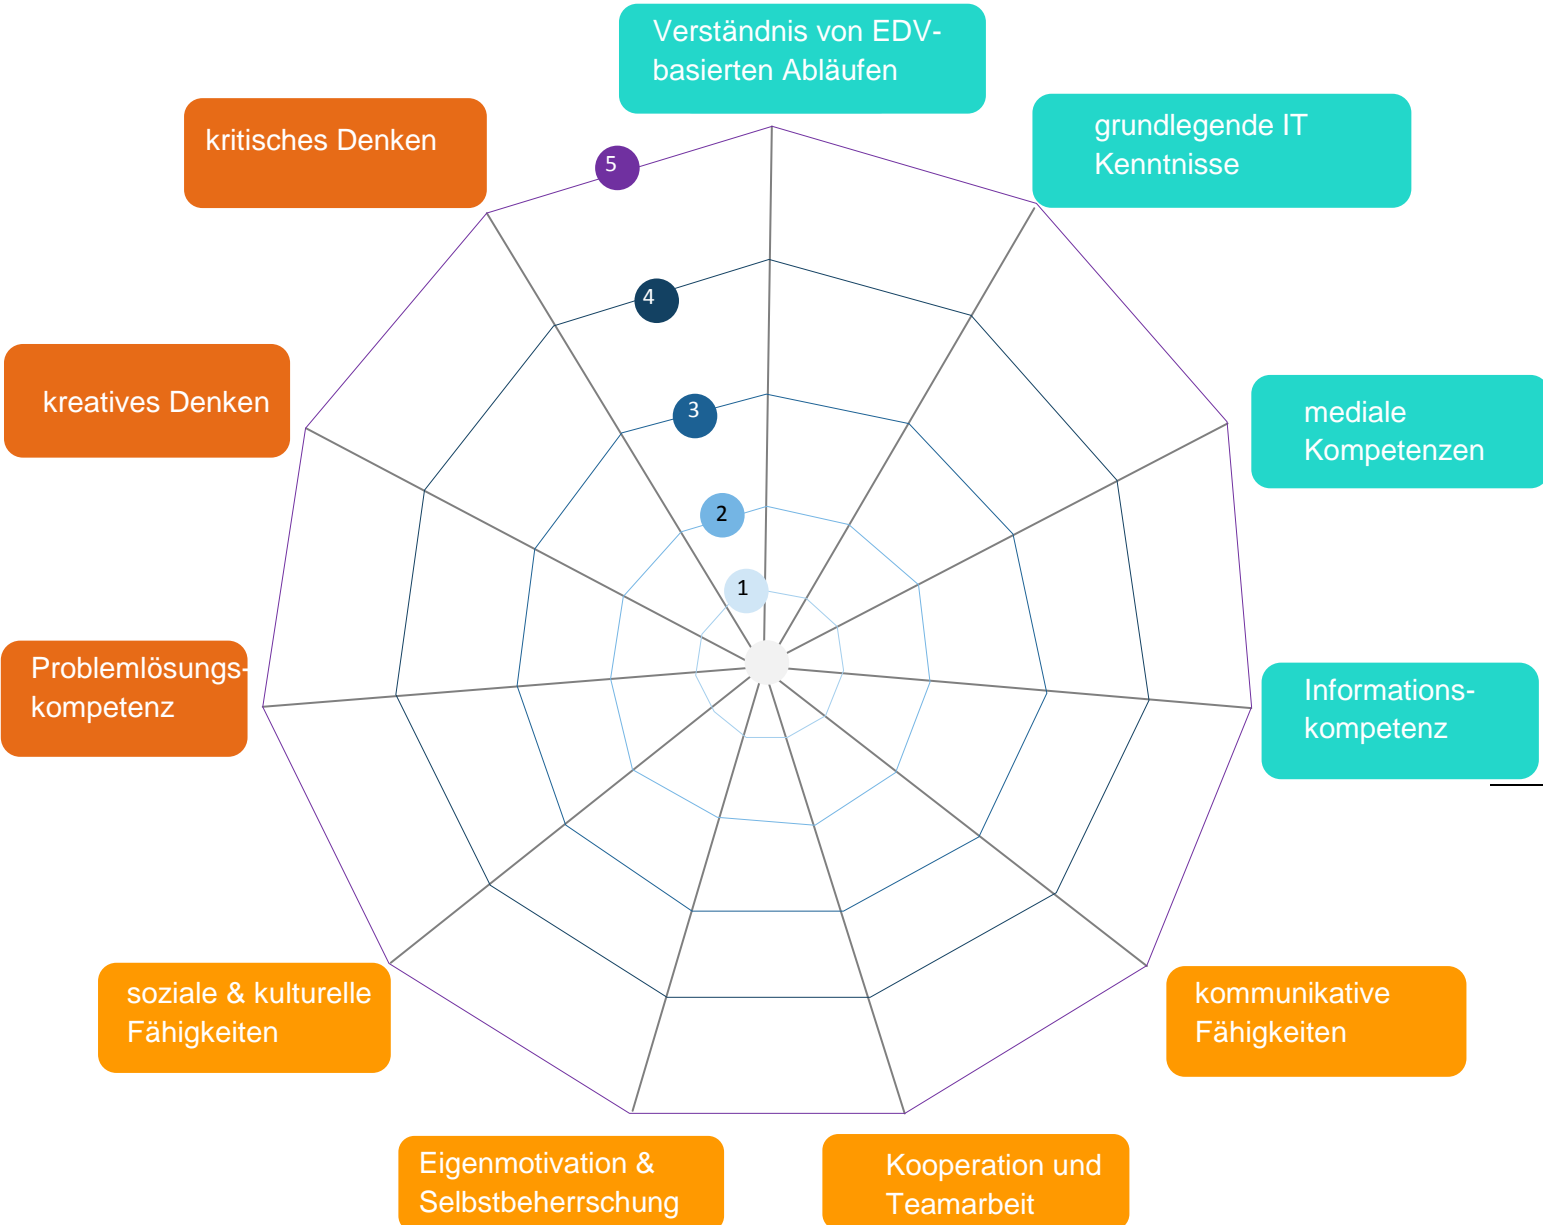 Verständnis von EDV-
basierten Abläufen
grundlegende IT
Kenntnisse
kritisches Denken
5
4
kreatives Denken
3
mediale
Kompetenzen
2
1
Problemlösungs-
kompetenz
Informations-
kompetenz
soziale & kulturelle
Fähigkeiten
kommunikative
Fähigkeiten
Eigenmotivation &
Selbstbeherrschung
Kooperation und
Teamarbeit